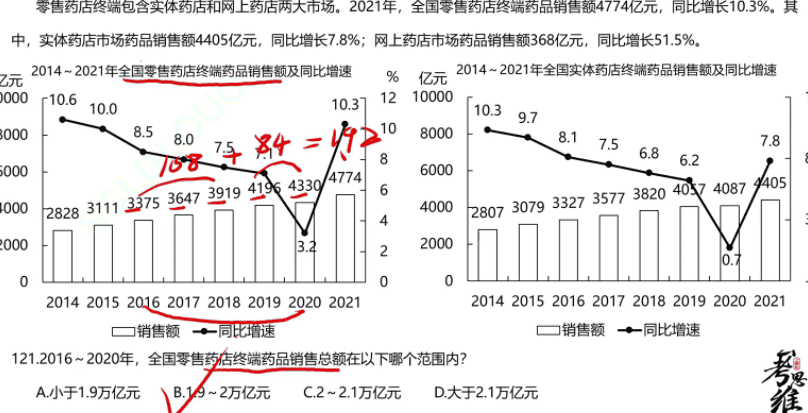 零售药店终端包含实体药店和网上药店两大市场。2021年，全国零售药店终端药品销售额4774亿元，同比增长10.3%。其
中，实体药店市场药品销售额4405亿元，同比增长7.8%；网上药店市场药品销售额368亿元，同比增长51.5%。
亿元 2014～2021年全国零售药店终端药品销售额及同比增速 %
0000 12
8000 10
6000 8
4000 6
2000 4
2
0 0
10.6 10.0 8.5 8.0 7.5 7.1 3.2 10.3
168 + 84 = 192
2828 3111 3375 3647 3919 4196 4330 4774
2014 2015 2016 2017 2018 2019 2020 2021
销售额 同比增速
亿元 2014～2021年全国实体药店终端药品销售额及同比增速
10000
8000
6000
4000
2000
0
10.3 9.7 8.1 7.5 6.8 6.2 0.7 7.8
2807 3079 3327 3577 3820 4057 4087 4405
2014 2015 2016 2017 2018 2019 2020 2021
销售额 同比增速
121.2016～2020年，全国零售药店终端药品销售总额在以下哪个范围内？
A.小于1.9万亿元 B.1.9～2万亿元 C.2～2.1万亿元 D.大于2.1万亿元
考思维